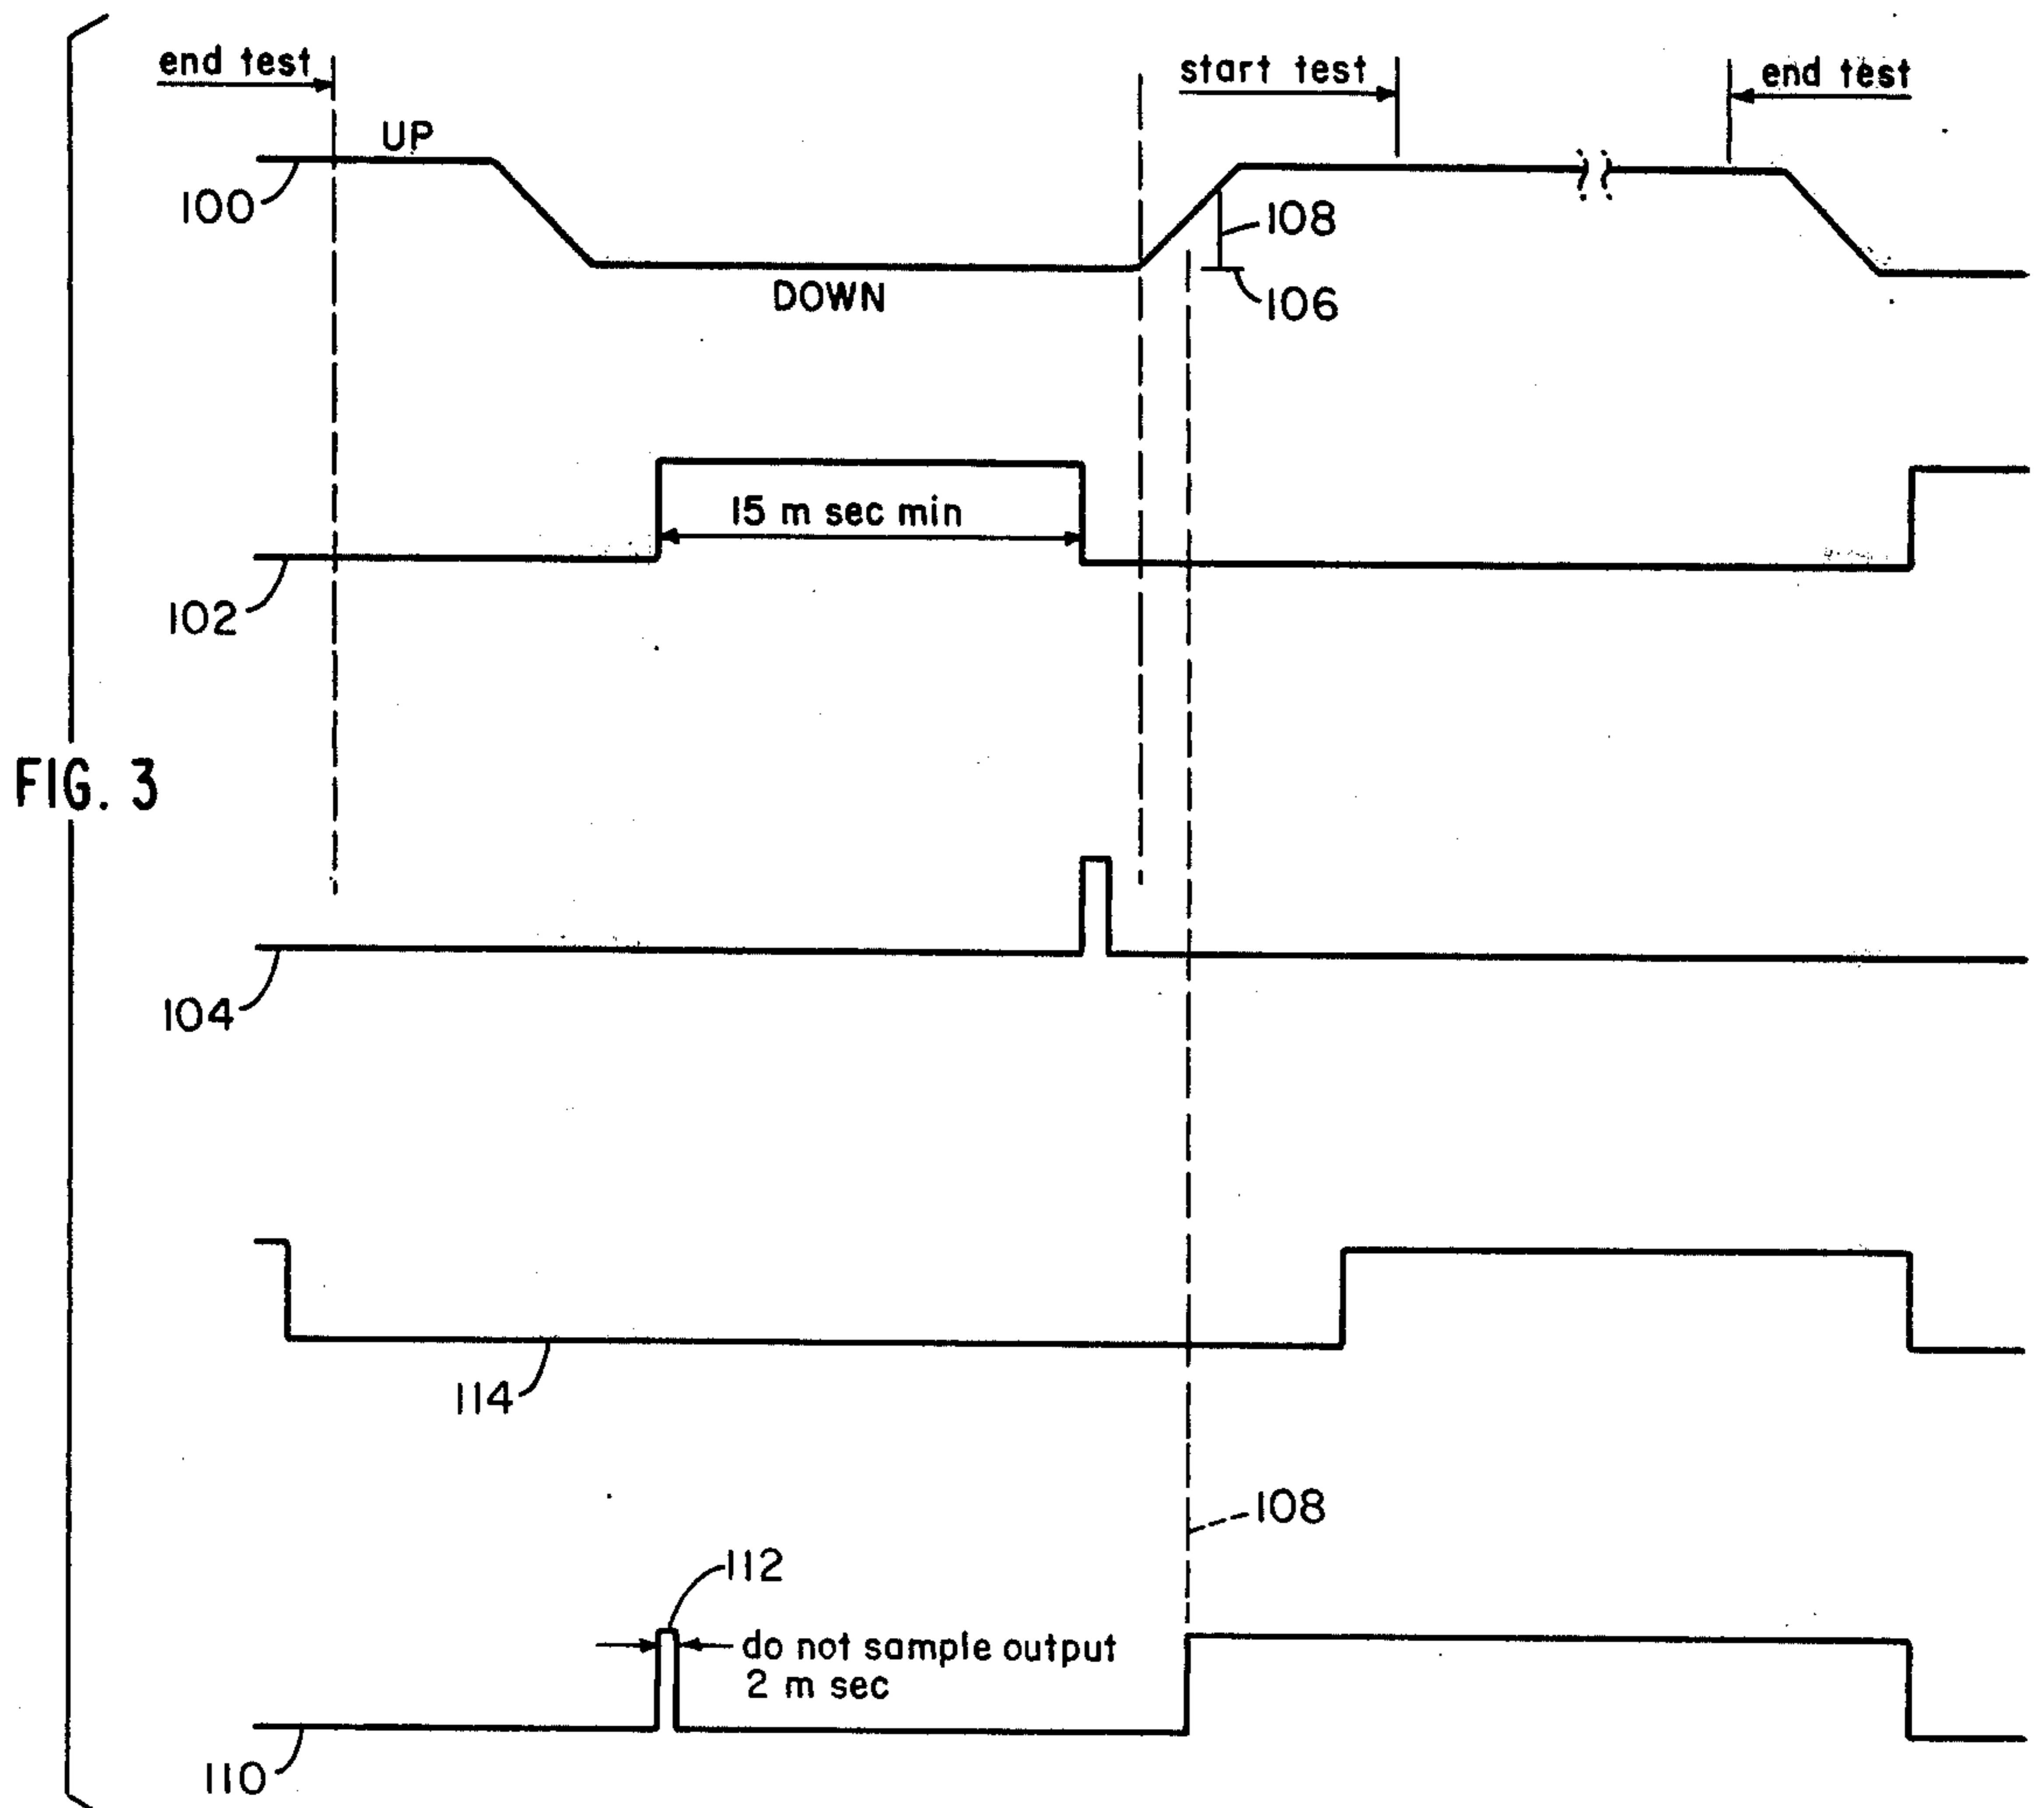 end test
start test
end test
UP
100
108
DOWN
106
15 m sec min
102
FIG. 3
104
114
108
112
do not sample output
2 m sec
110